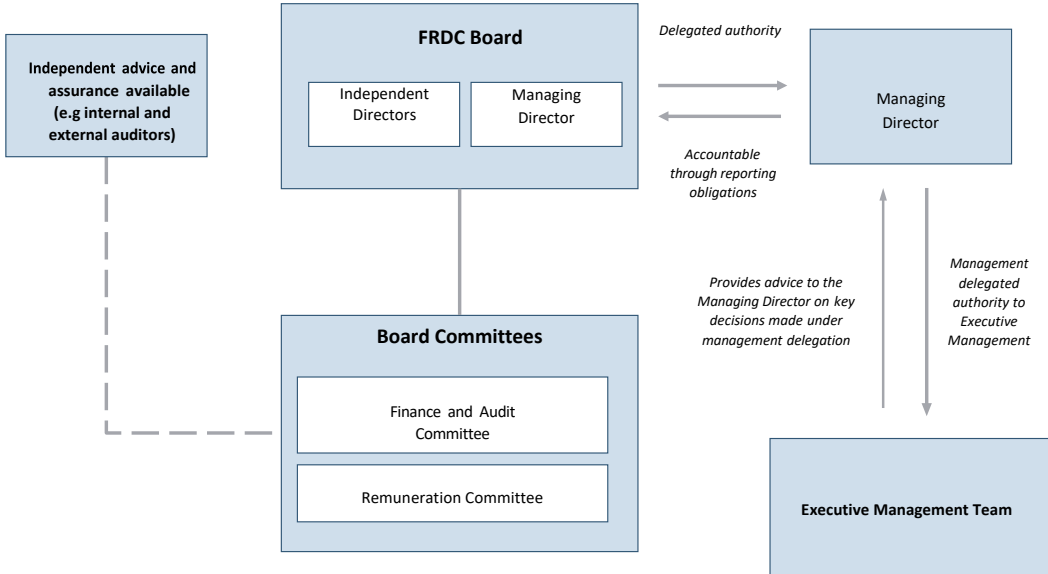 Independent advice and
assurance available
(e.g internal and
external auditors)
FRDC Board
Independent
Directors
Managing
Director
Delegated authority
Accountable
through reporting
obligations
Managing
Director
Provides advice to the
Managing Director on key
decisions made under
management delegation
Management
delegated
authority to
Executive
Management
Board Committees
Finance and Audit
Committee
Remuneration Committee
Executive Management Team